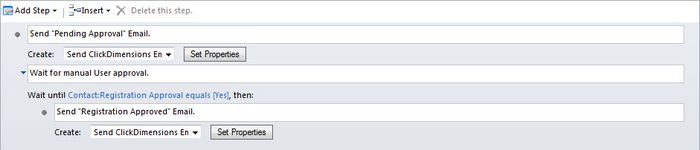 Add Step Insert Delete this step.
Send "Pending Approval" Email.
Create: Send ClickDimensions En Set Properties
Wait for manual User approval.
Wait until Contact:Registration Approval equals [Yes], then:
Send "Registration Approved" Email.
Create: Send ClickDimensions En Set Properties